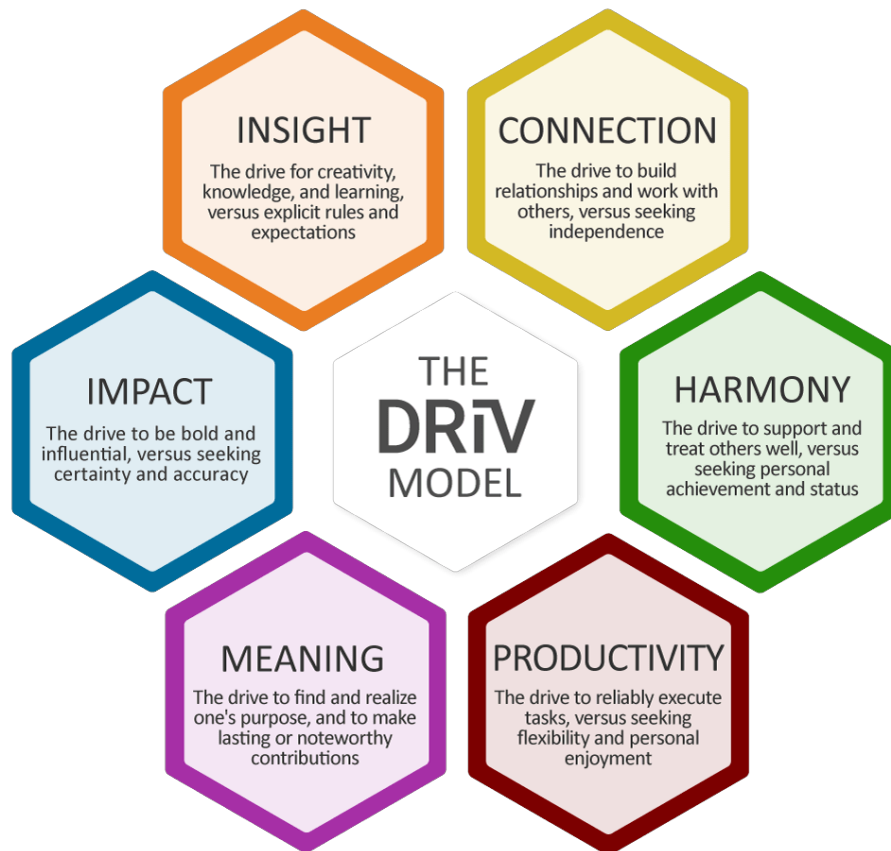 INSIGHT
The drive for creativity,
knowledge, and learning,
versus explicit rules and
expectations
CONNECTION
The drive to build
relationships and work with
others, versus seeking
independence
IMPACT
The drive to be bold and
influential, versus seeking
certainty and accuracy
THE
DRiV
MODEL
HARMONY
The drive to support and
treat others well, versus
seeking personal
achievement and status
MEANING
The drive to find and realize
one's purpose, and to make
lasting or noteworthy
contributions
PRODUCTIVITY
The drive to reliably execute
tasks, versus seeking
flexibility and personal
enjoyment